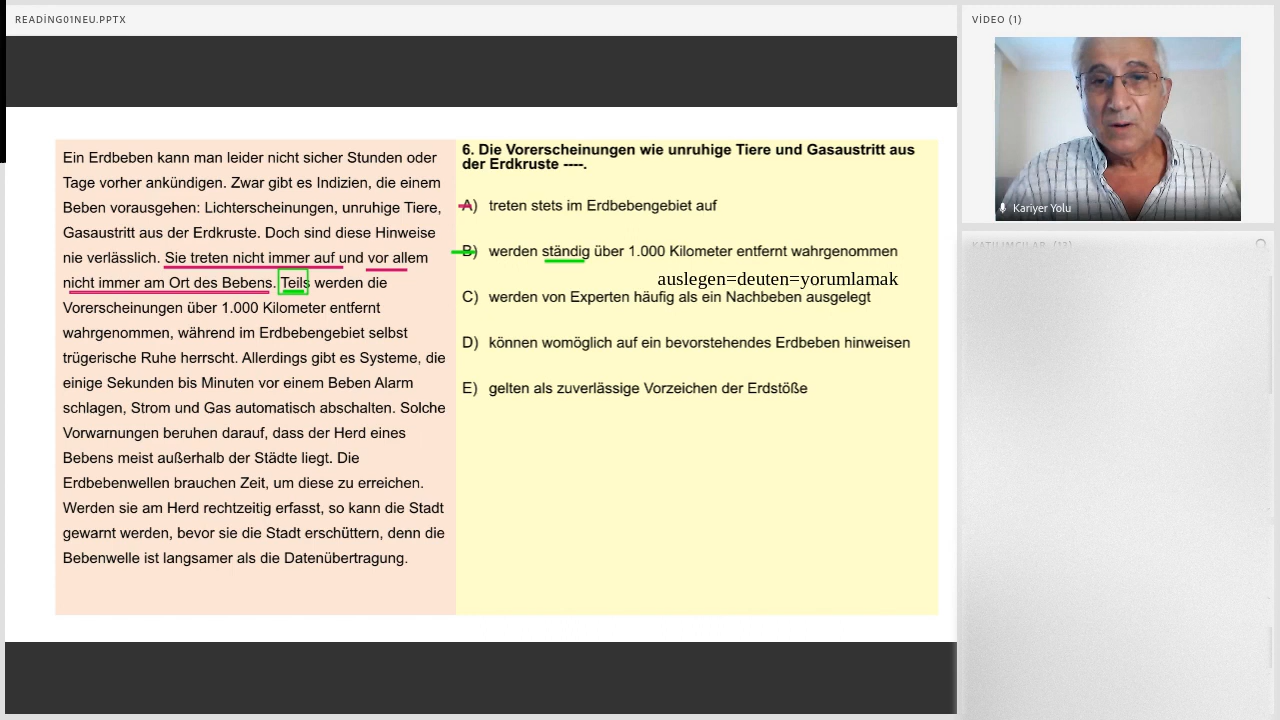 READİNG01NEU.PPTX
VİDEO (1)
Kariyer Yolu
KATILIMCILAR (13)
Ein Erdbeben kann man leider nicht sicher Stunden oder
Tage vorher ankündigen. Zwar gibt es Indizien, die einem
Beben vorausgehen: Lichterscheinungen, unruhige Tiere,
Gasaustritt aus der Erdkruste. Doch sind diese Hinweise
nie verlässlich. Sie treten nicht immer auf und vor allem
nicht immer am Ort des Bebens. Teils werden die
Vorerscheinungen über 1.000 Kilometer entfernt
wahrgenommen, während im Erdbebengebiet selbst
trügerische Ruhe herrscht. Allerdings gibt es Systeme, die
einige Sekunden bis Minuten vor einem Beben Alarm
schlagen, Strom und Gas automatisch abschalten. Solche
Vorwarnungen beruhen darauf, dass der Herd eines
Bebens meist außerhalb der Städte liegt. Die
Erdbebenwellen brauchen Zeit, um diese zu erreichen.
Werden sie am Herd rechtzeitig erfasst, so kann die Stadt
gewarnt werden, bevor sie die Stadt erschüttern, denn die
Bebenwelle ist langsamer als die Datenübertragung.
6. Die Vorerscheinungen wie unruhige Tiere und Gasaustritt aus
der Erdkruste ----.
A) treten stets im Erdbebengebiet auf
B) werden ständig über 1.000 Kilometer entfernt wahrgenommen
auslegen=deuten=yorumlamak
C) werden von Experten häufig als ein Nachbeben ausgelegt
D) können womöglich auf ein bevorstehendes Erdbeben hinweisen
E) gelten als zuverlässige Vorzeichen der Erdstöße